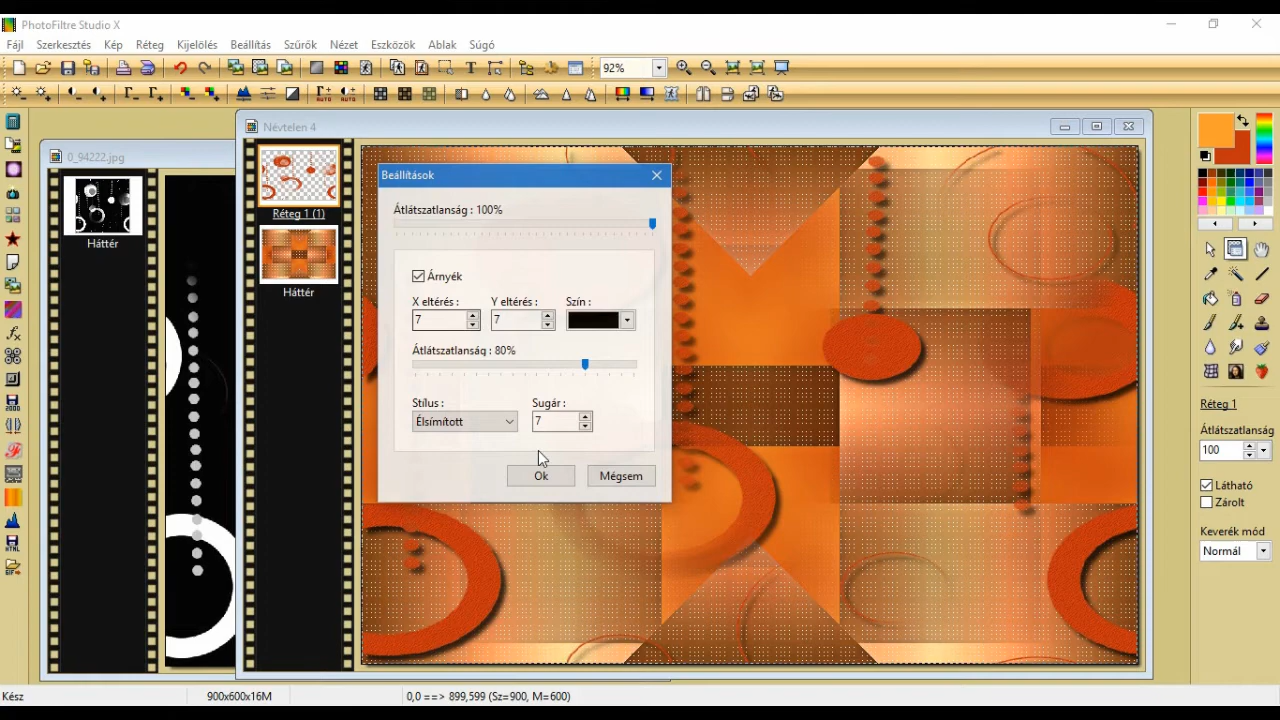 PhotoFiltre Studio X
Fájl Szerkesztés Kép Réteg Kijelölés Beállítás Szűrők Nézet Eszközök Ablak Súgó
92%
Névtelen 4
0_94222.jpg
Háttér
Réteg 1 (1)
Háttér
Beállítások
Átlátszatlanság : 100%
Árnyék
X eltérés : Y eltérés : Szín :
7 7
Átlátszatlanság : 80%
Stílus : Sugár :
Élsimított 7
Ok Mégsem
Réteg 1
Átlátszatlanság
100
Látható
Zárolt
Keverék mód
Normál
Kész 900x600x16M 0,0 ==> 899,599 (Sz=900, M=600)